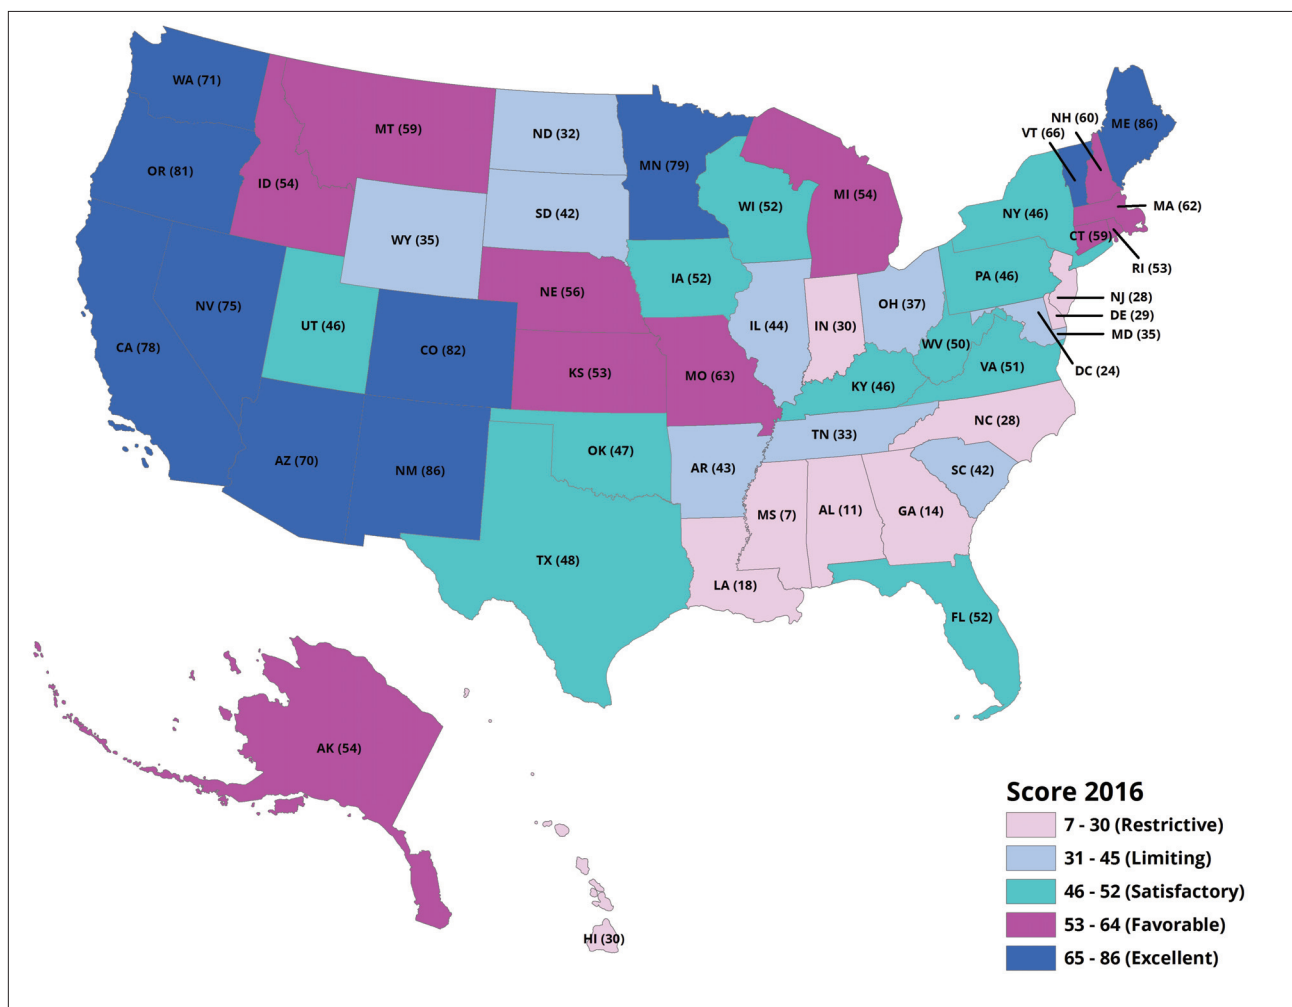 WA (71)
OR (81)
CA (78)
NV (75)
ID (54)
MT (59)
WY (35)
UT (46)
AZ (70)
CO (82)
NM (86)
ND (32)
SD (42)
NE (56)
KS (53)
OK (47)
TX (48)
MN (79)
IA (52)
MO (63)
AR (43)
LA (18)
WI (52)
IL (44)
MI (54)
IN (30)
OH (37)
KY (46)
TN (33)
MS (7)
AL (11)
GA (14)
FL (52)
SC (42)
NC (28)
VA (51)
WV (50)
PA (46)
NY (46)
VT (66)
NH (60)
ME (86)
MA (62)
CT (59)
RI (53)
NJ (28)
DE (29)
MD (35)
DC (24)
AK (54)
HI (30)
Score 2016
7 - 30 (Restrictive)
31 - 45 (Limiting)
46 - 52 (Satisfactory)
53 - 64 (Favorable)
65 - 86 (Excellent)